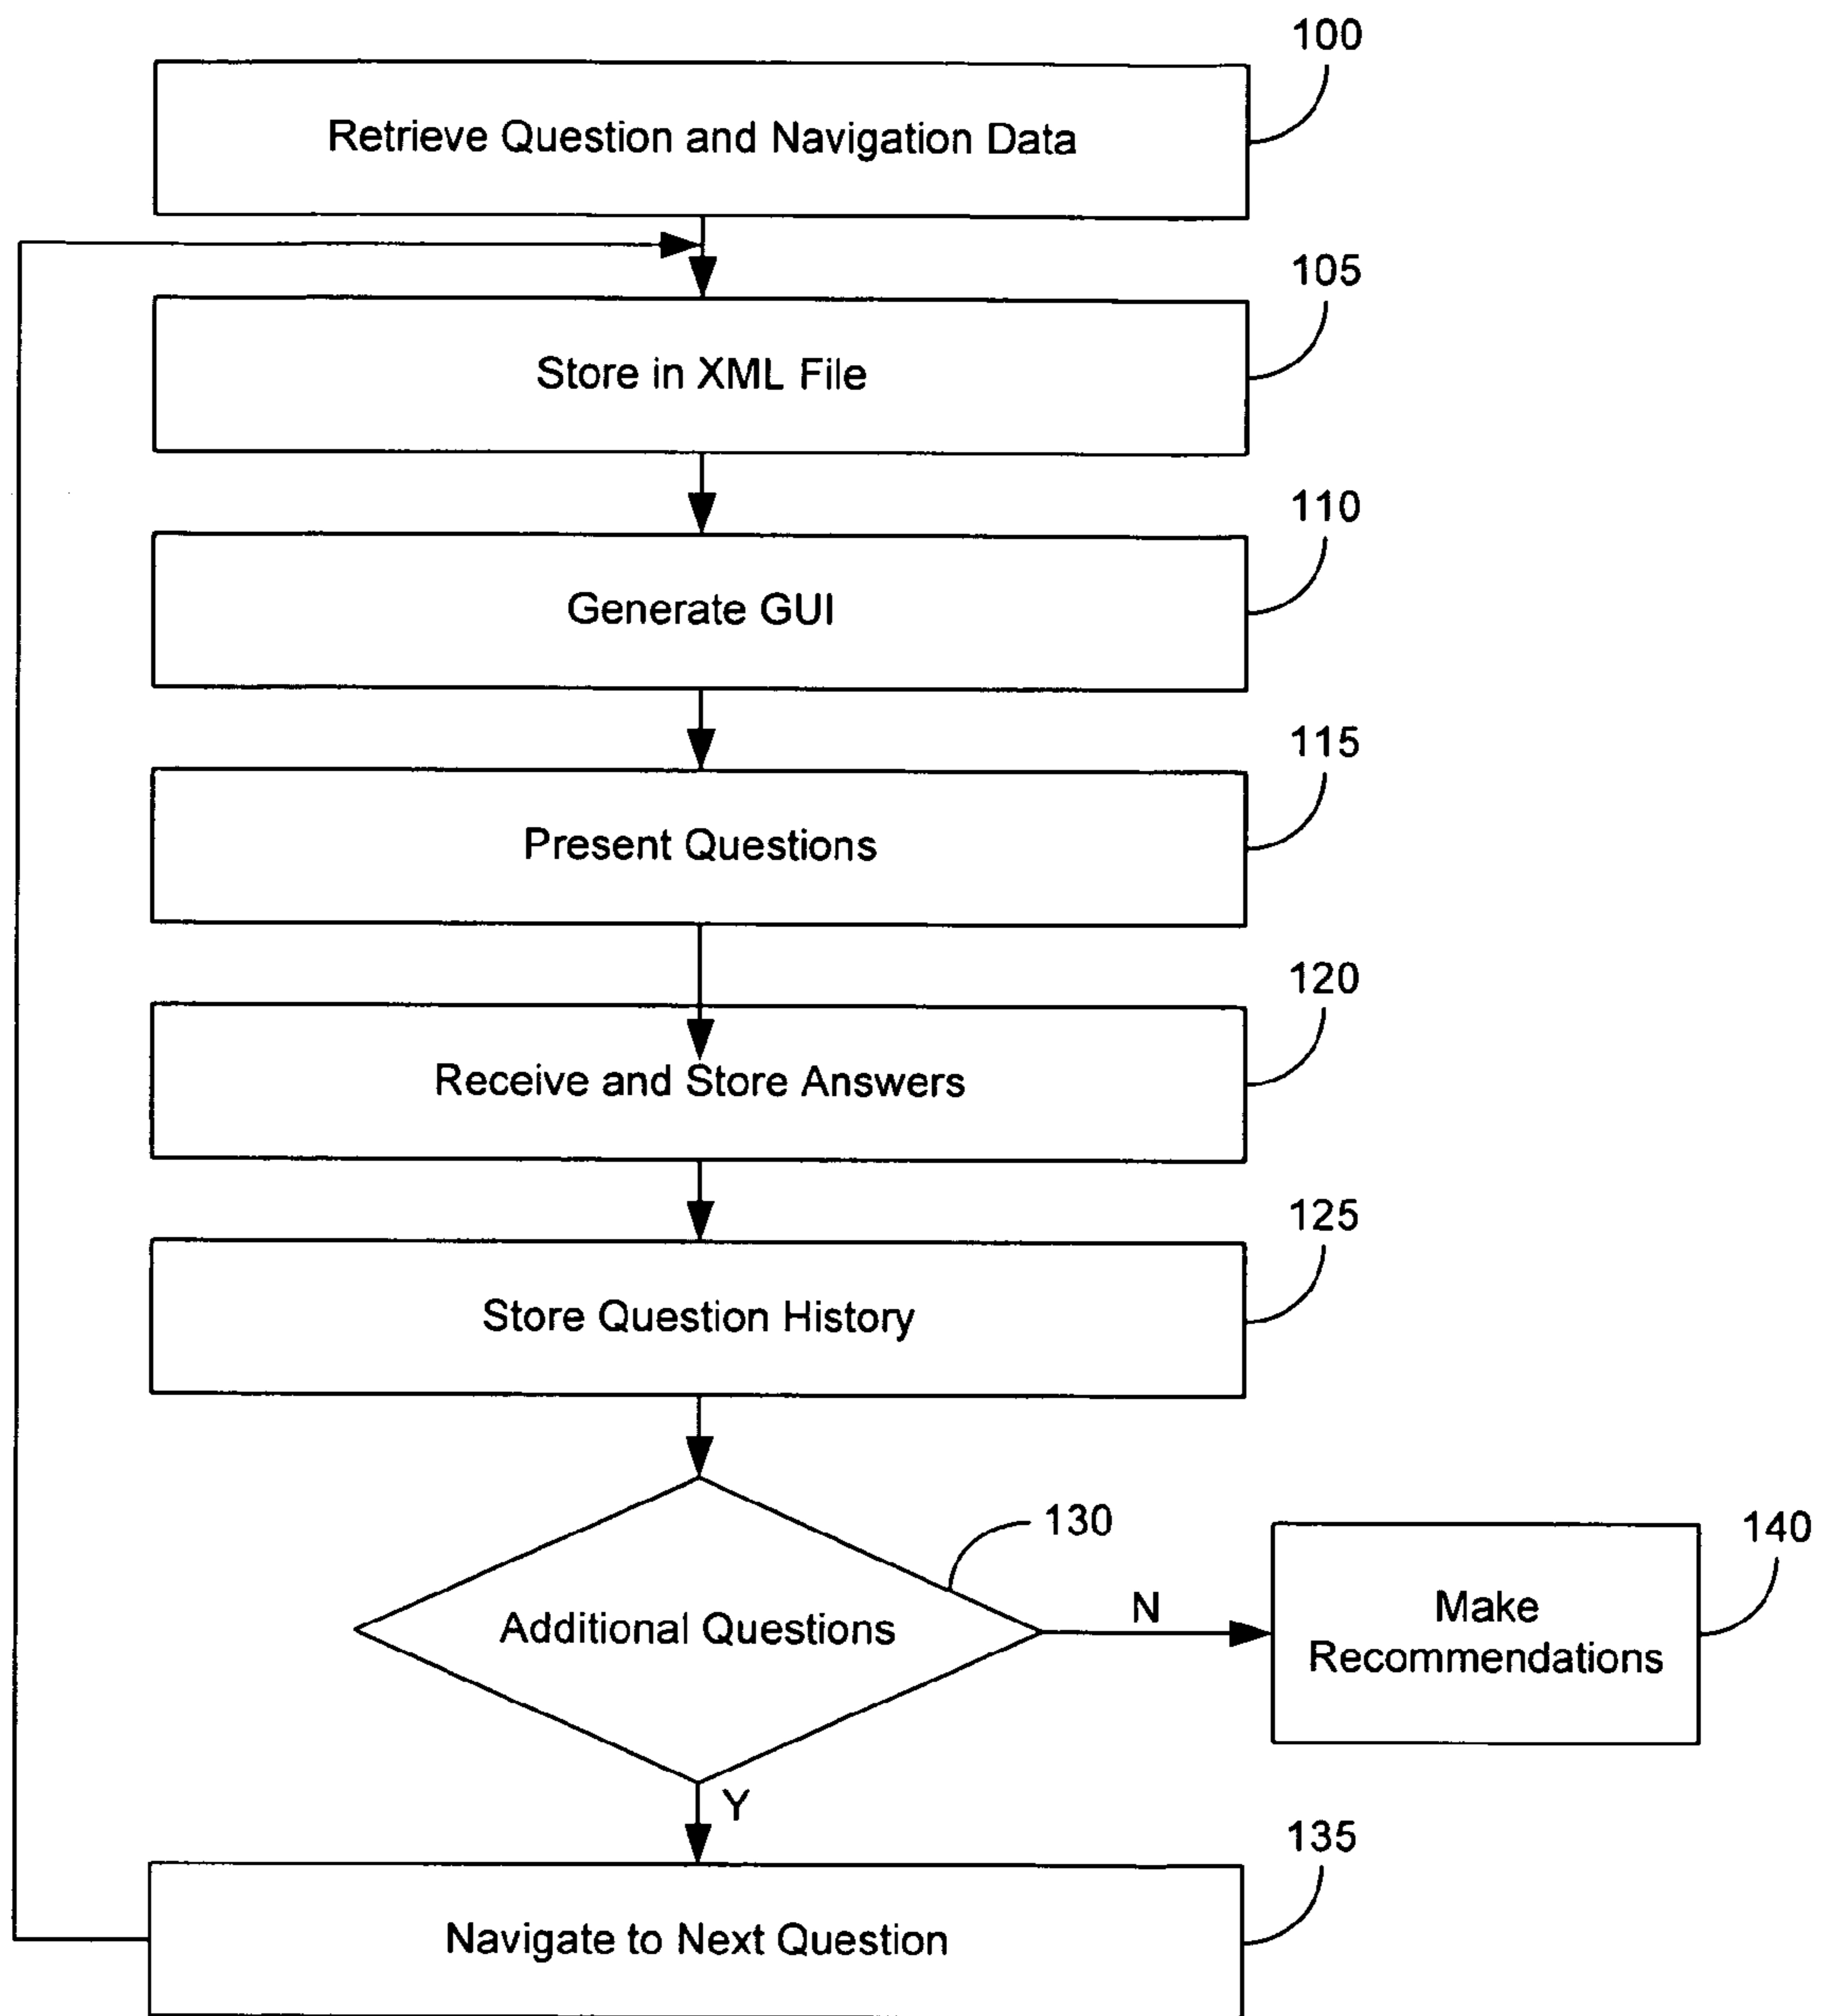 100
Retrieve Question and Navigation Data
105
Store in XML File
110
Generate GUI
115
Present Questions
120
Receive and Store Answers
125
Store Question History
130
Additional Questions
N
140
Make
Recommendations
Y
135
Navigate to Next Question